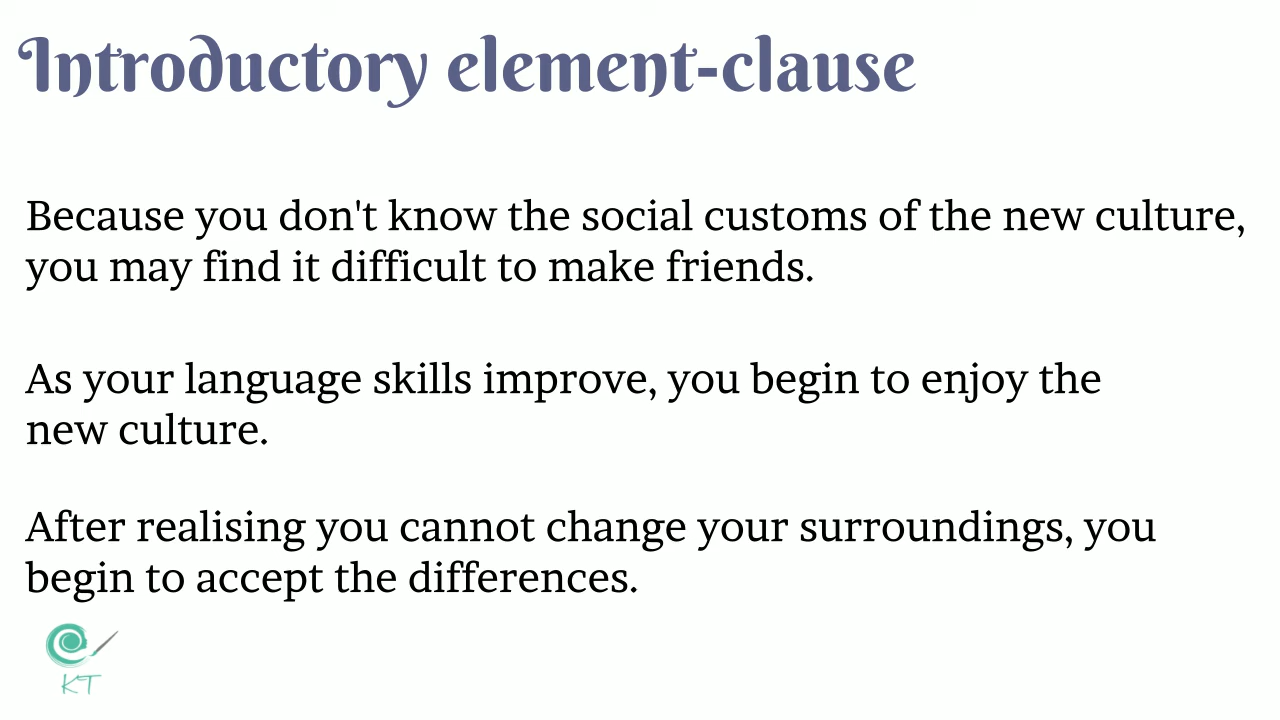 Introductory element-clause
Because you don't know the social customs of the new culture,
you may find it difficult to make friends.
As your language skills improve, you begin to enjoy the
new culture.
After realising you cannot change your surroundings, you
begin to accept the differences.
KT